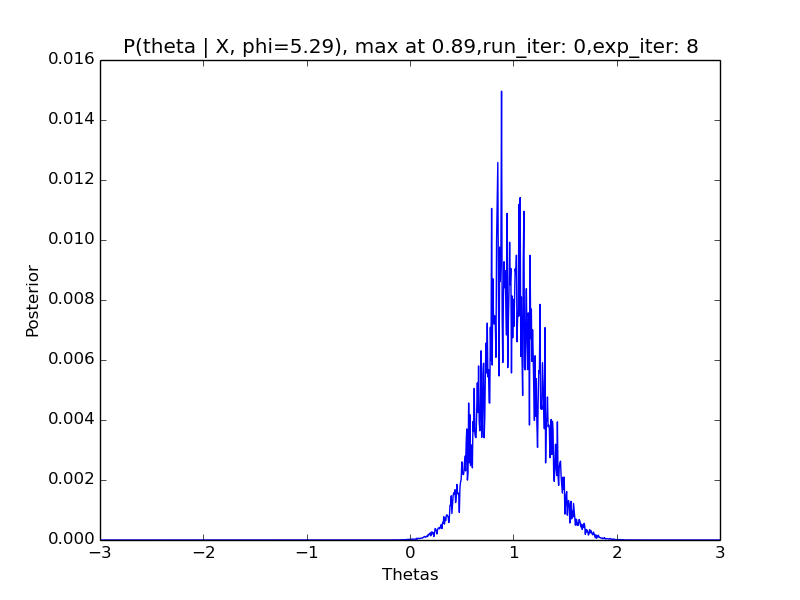 P(theta | X, phi=5.29), max at 0.89,run_iter: 0,exp_iter: 8
0.016
0.014
0.012
0.010
0.008
0.006
0.004
0.002
0.000
Posterior
−3 −2 −1 0 1 2 3
Thetas